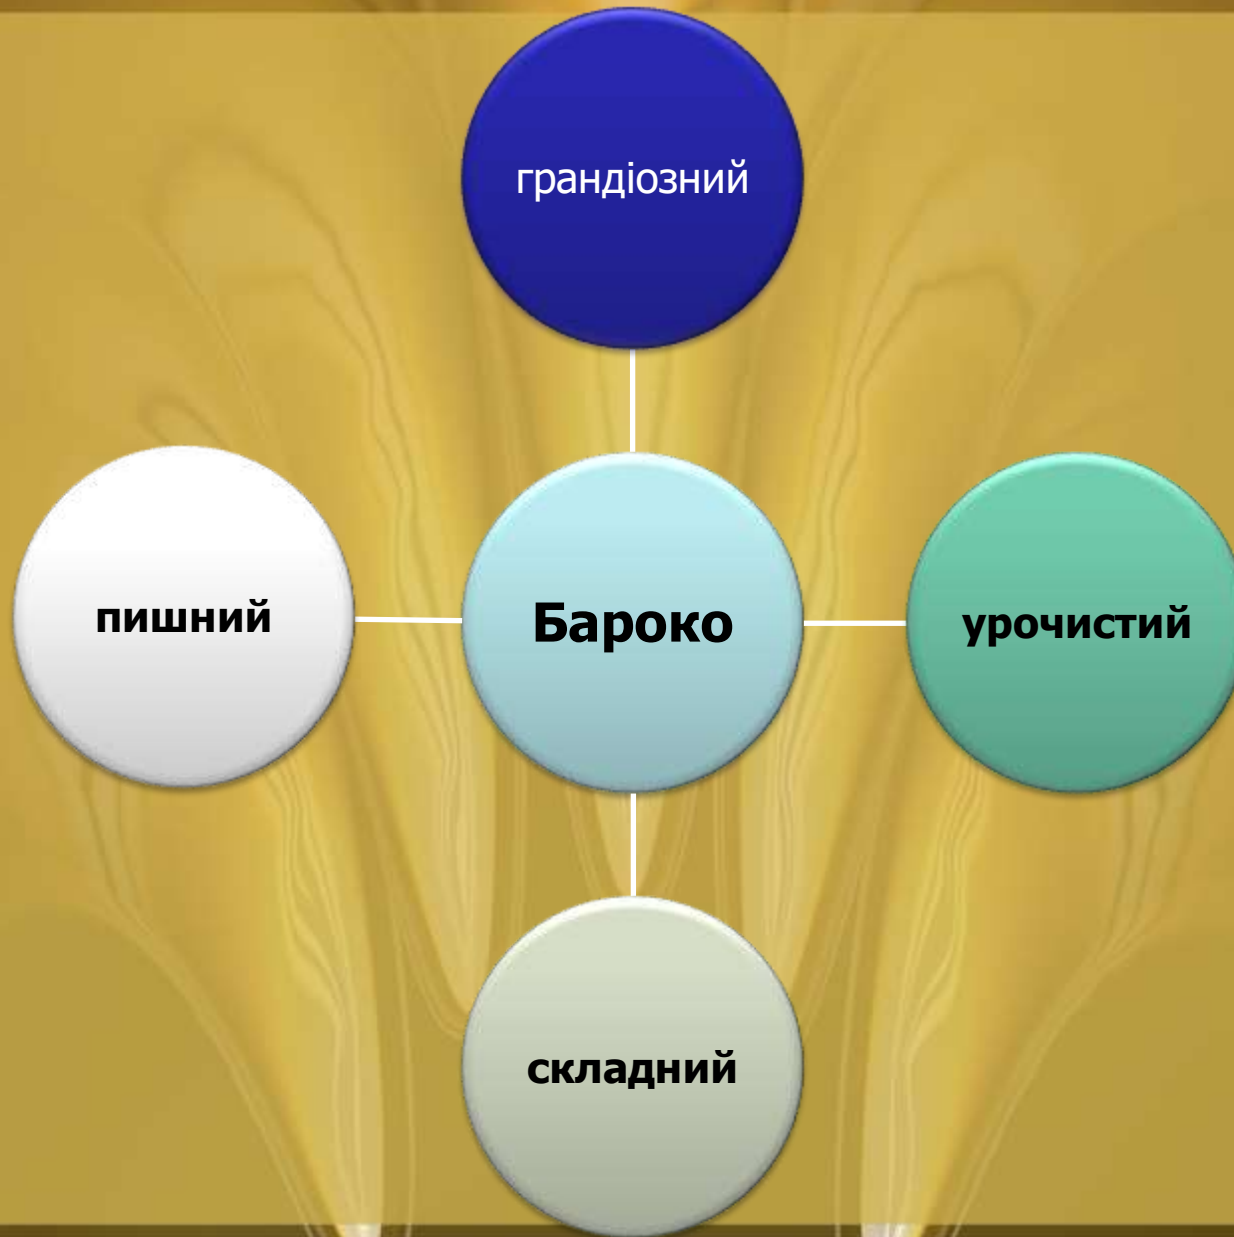 грандіозний
пишний
Бароко
урочистий
складний